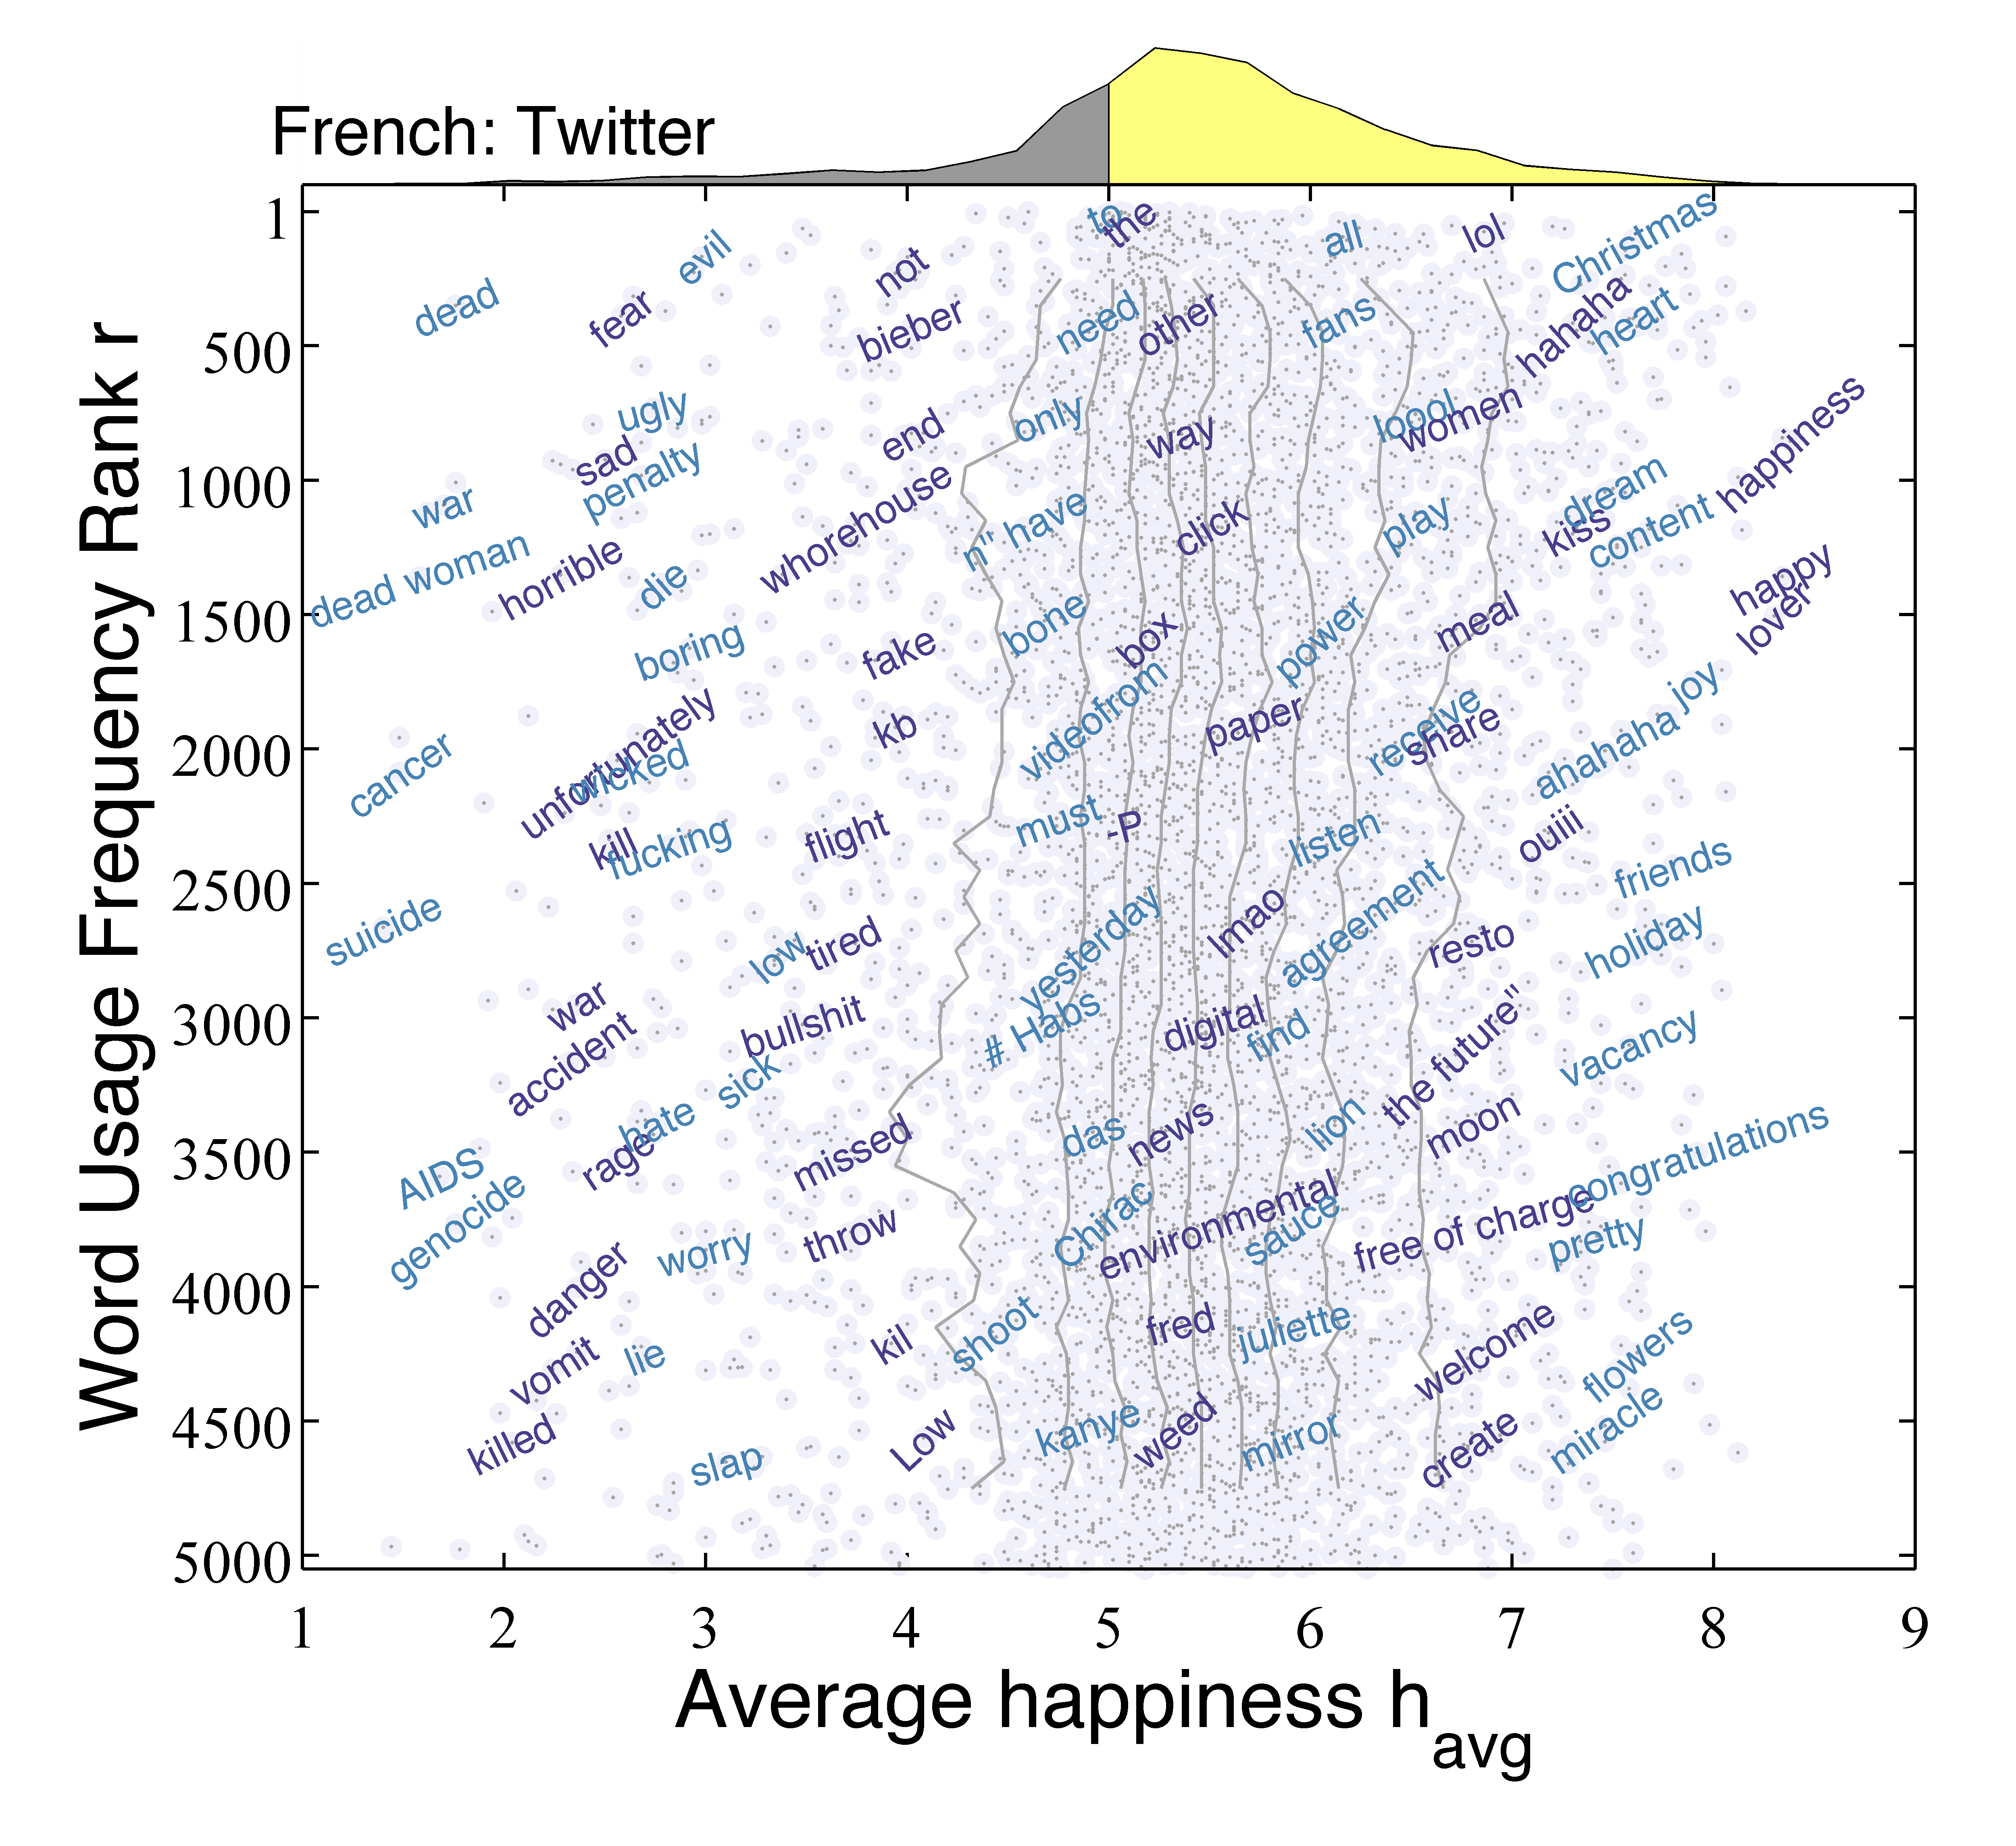 French: Twitter
Word Usage Frequency Rank r
1
500
1000
1500
2000
2500
3000
3500
4000
4500
5000
to
the
all
lol
Christmas
evil
not
dead
fear
bieber
need
other
fans
hahaha
heart
ugly
end
only
way
loool
women
happiness
sad
penalty
war
whorehouse
n'' have
click
play
dream
kiss
content
dead woman
horrible
die
happy
lover
boring
fake
bone
box
power
meal
unfortunately
wicked
kb
videofrom
paper
receive
share
joy
ahahaha
cancer
kill
fucking
flight
must
-P
listen
ouiii
friends
suicide
low
tired
yesterday
lmao
agreement
resto
holiday
war
accident
bullshit
sick
# Habs
digital
find
the future"
vacancy
hate
rage
missed
das
news
lion
moon
congratulations
AIDS
genocide
worry
throw
Chirac
environmental
sauce
free of charge
pretty
danger
vomit
lie
kil
shoot
fred
juliette
welcome
flowers
killed
slap
Low
kanye
weed
mirror
create
miracle
1 2 3 4 5 6 7 8 9
Average happiness h avg